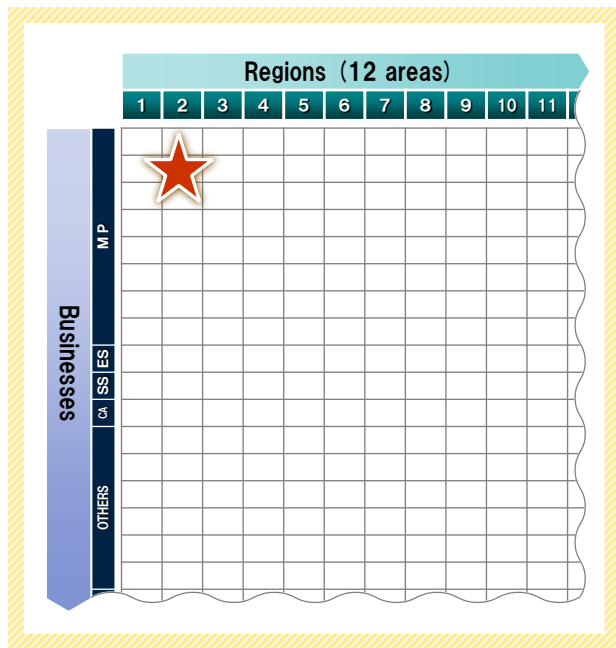 Regions (12 areas)
1 2 3 4 5 6 7 8 9 10 11
Businesses
M P
ES
SS
CA
OTHERS